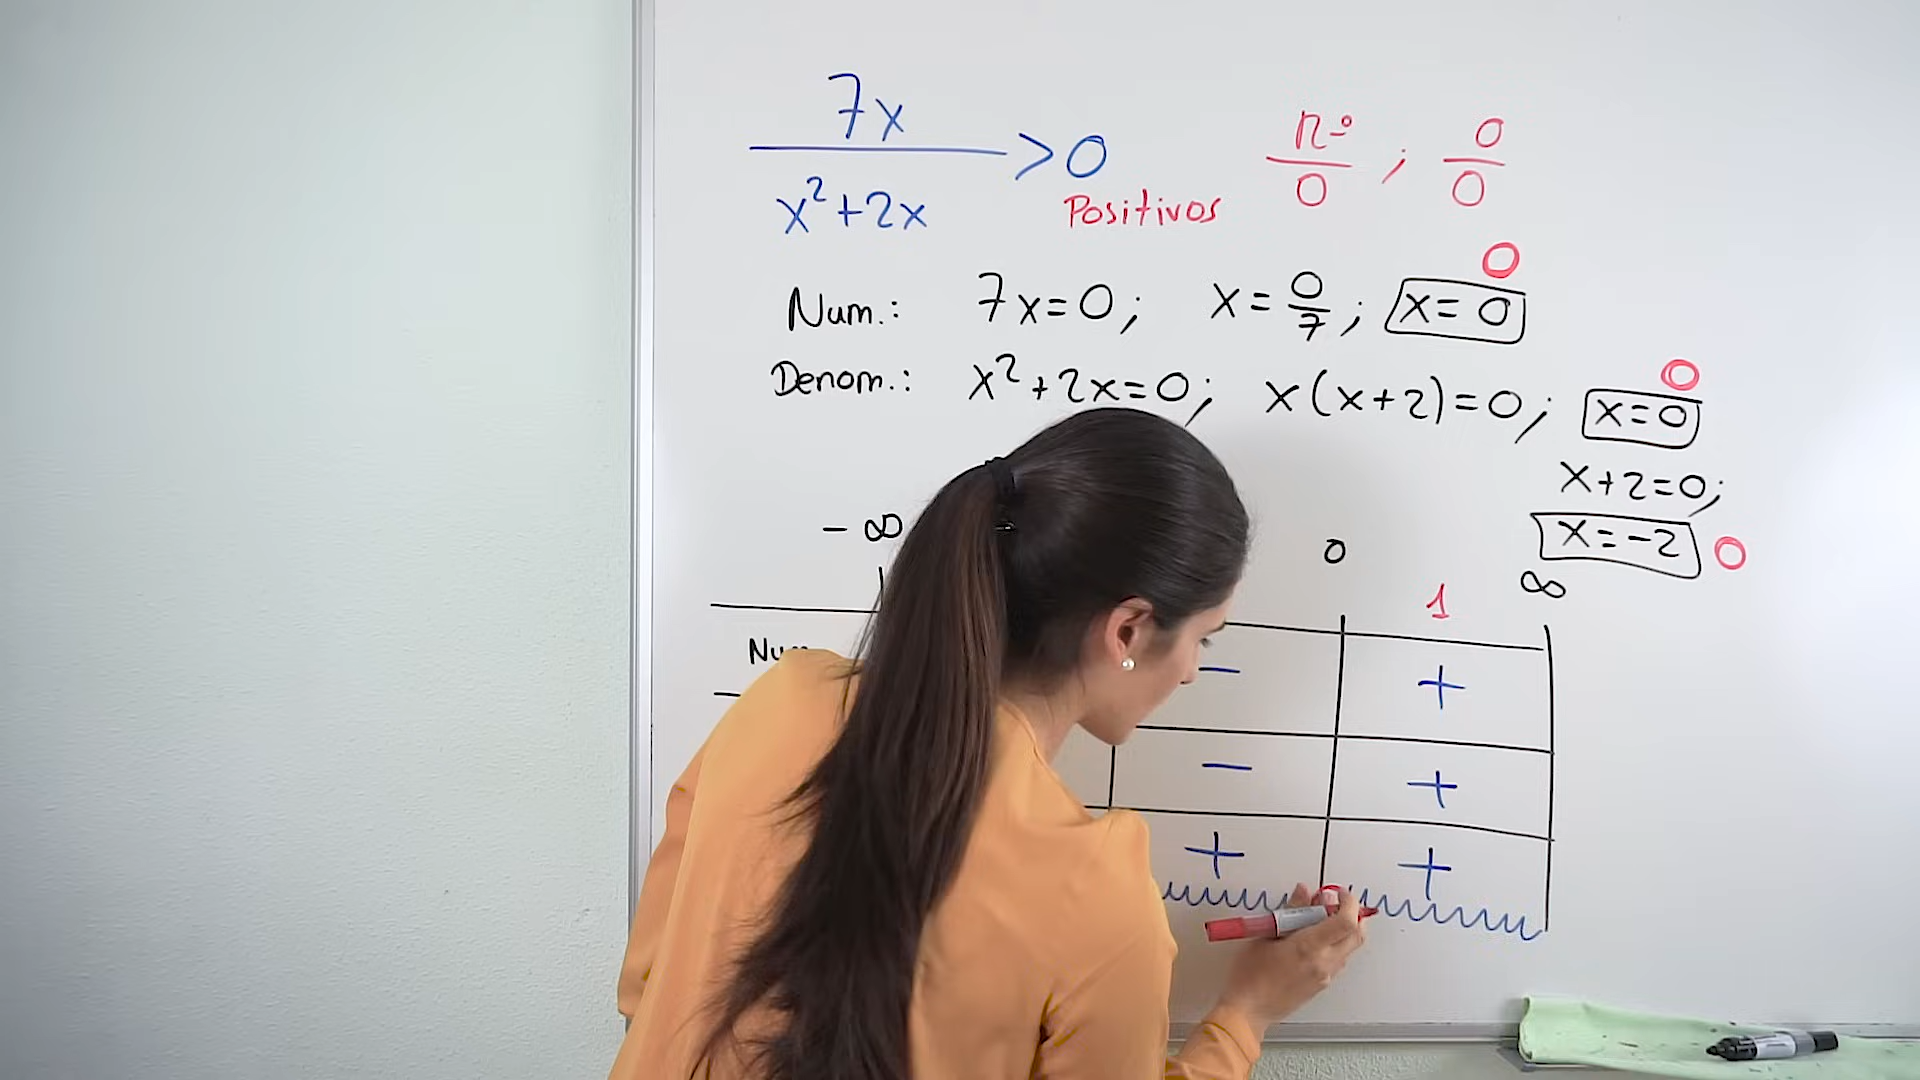 7x / x²+2x > 0
Positivos
nº/0 ; 0/0
0
Num.: 7x=0; x=0/7; x=0
0
Denom.: x²+2x=0; x(x+2)=0; x=0
x+2=0;
x=-2 0
-∞ 0 ∞
1
- +
- +
+ +